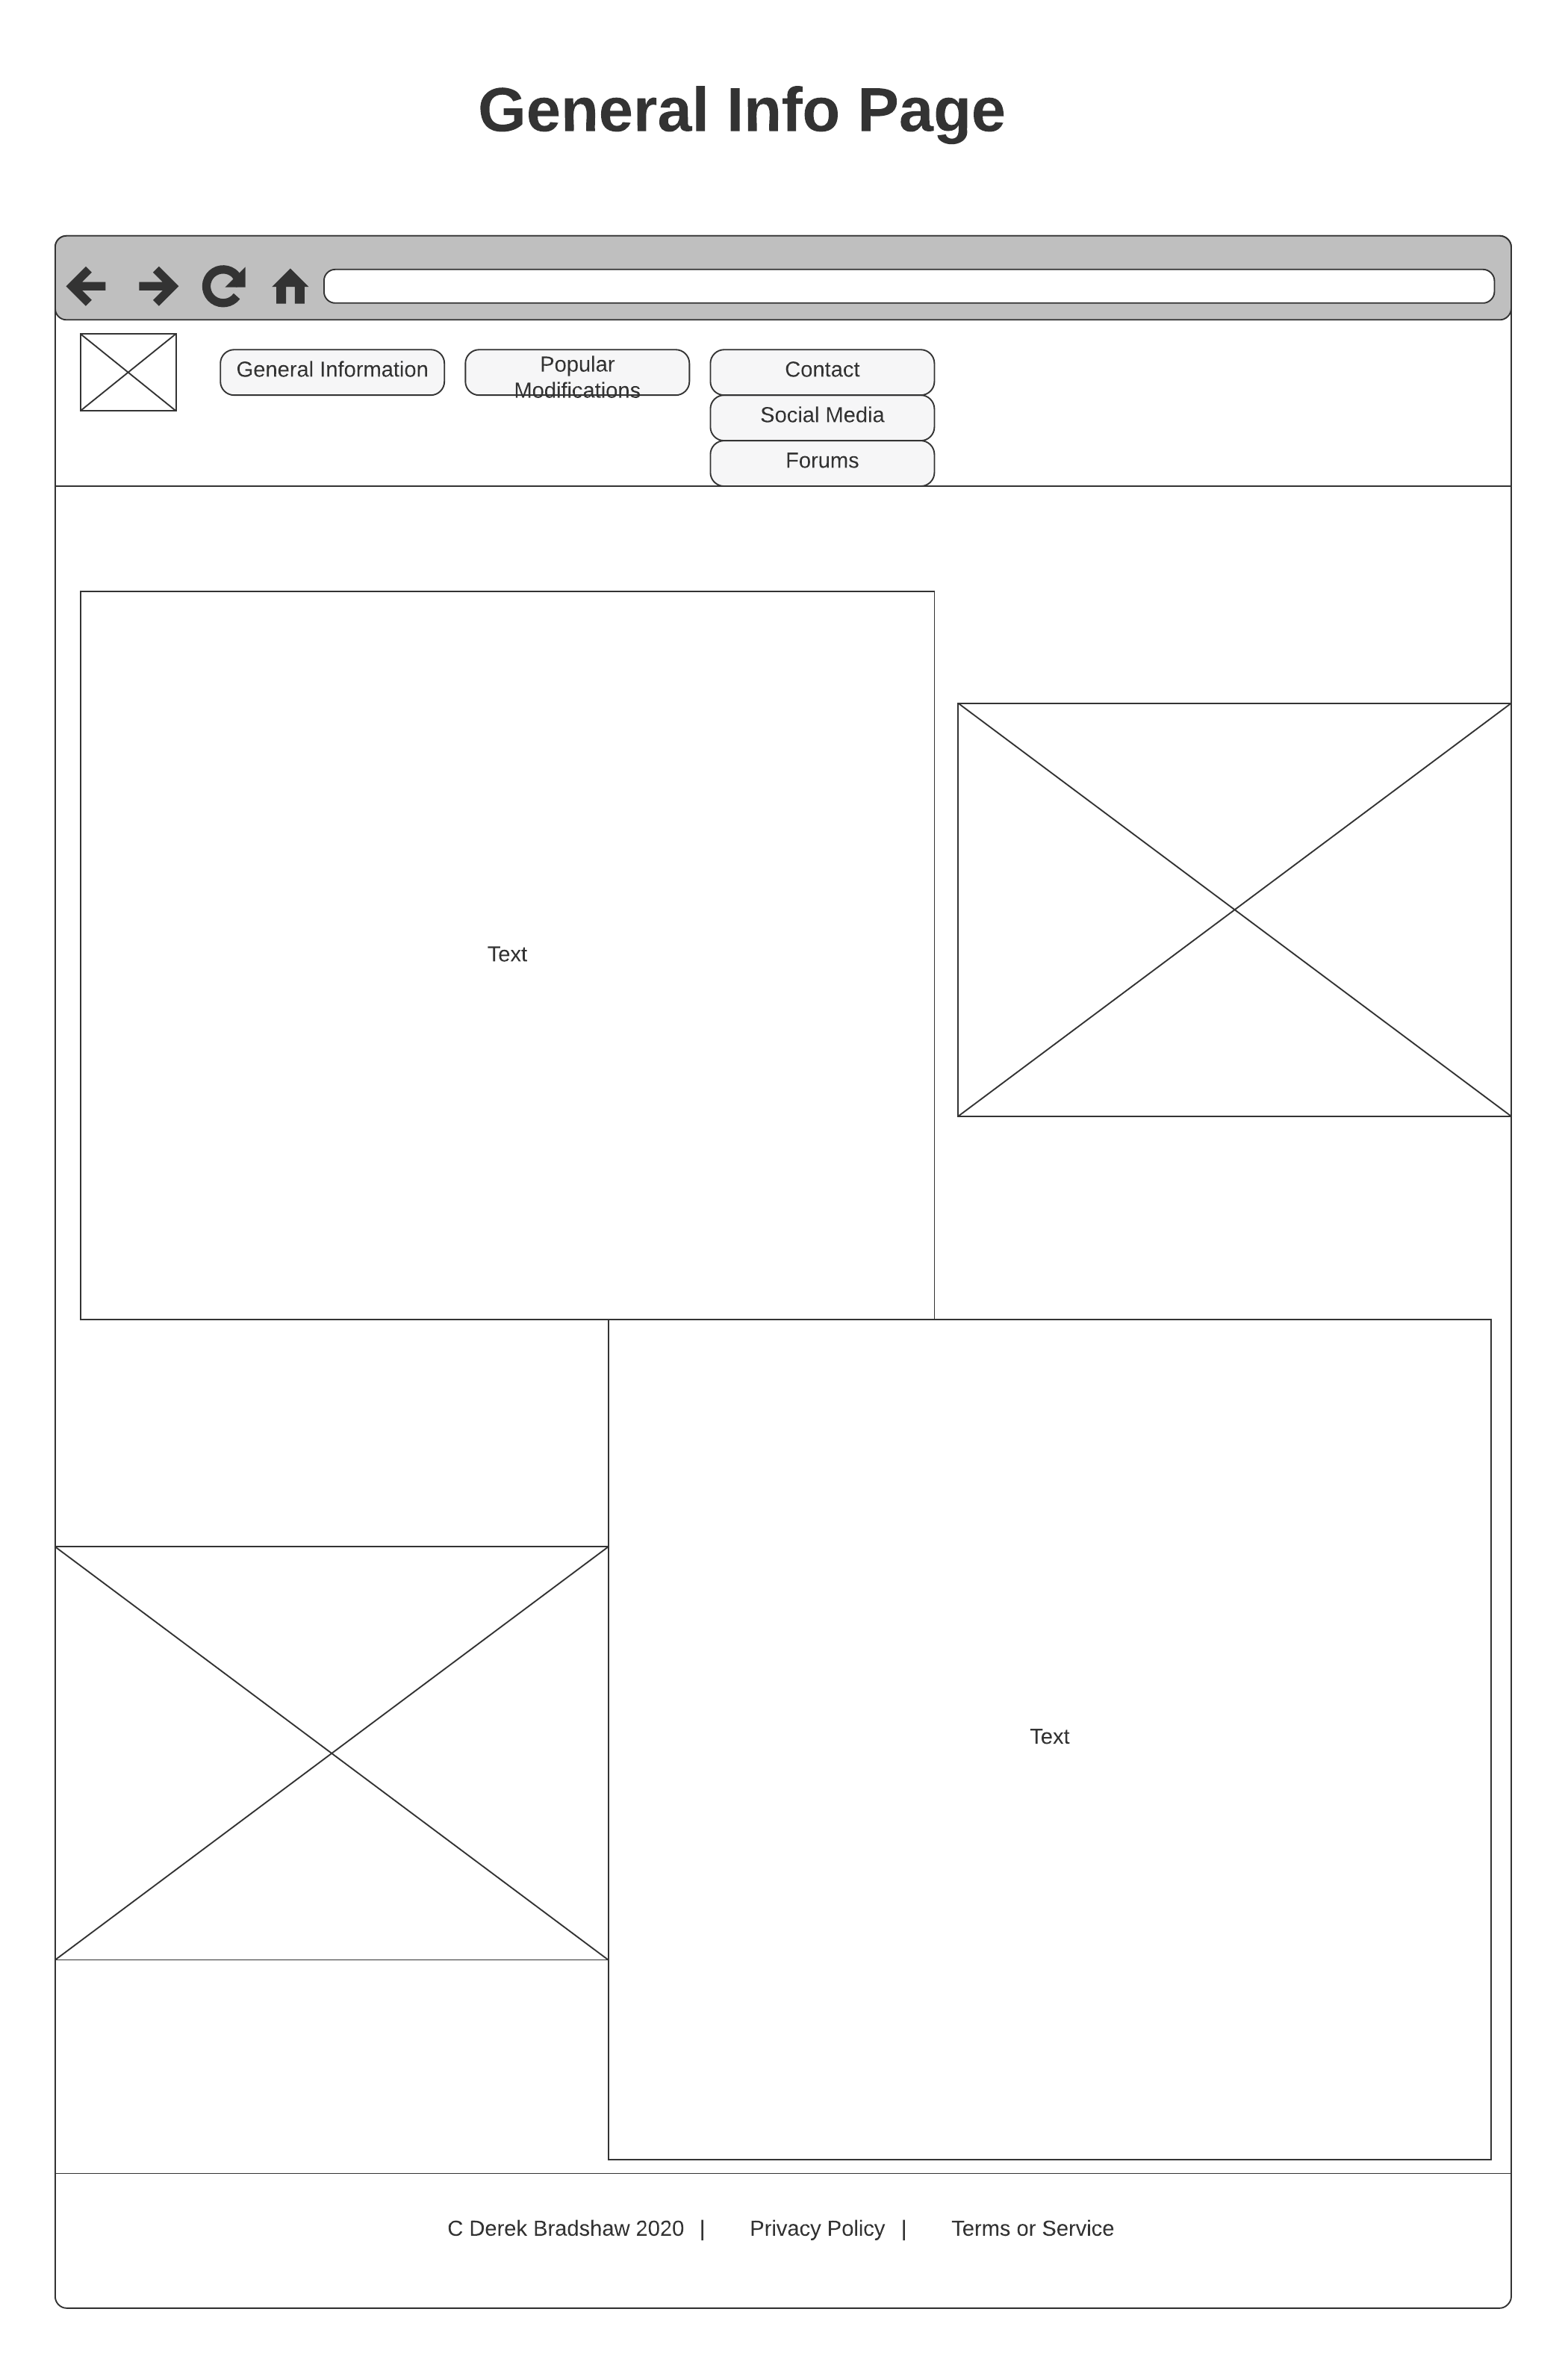 General Info Page
General Information
Popular
Modifications
Contact
Social Media
Forums
Text
Text
C Derek Bradshaw 2020 | Privacy Policy | Terms or Service